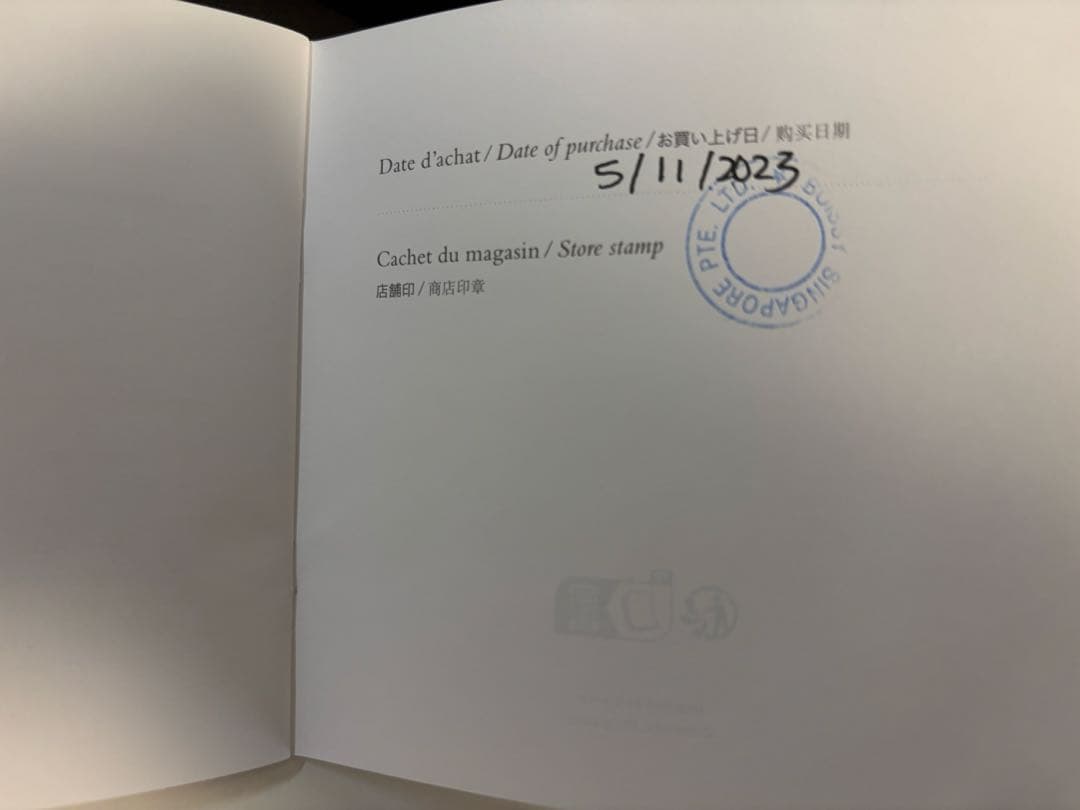 Date d'achat / Date of purchase / お買い上げ日 / 购买日期
5/11/2023
Cachet du magasin / Store stamp
店舗印 / 商店印章
SINGAPORE PTE. LTD.